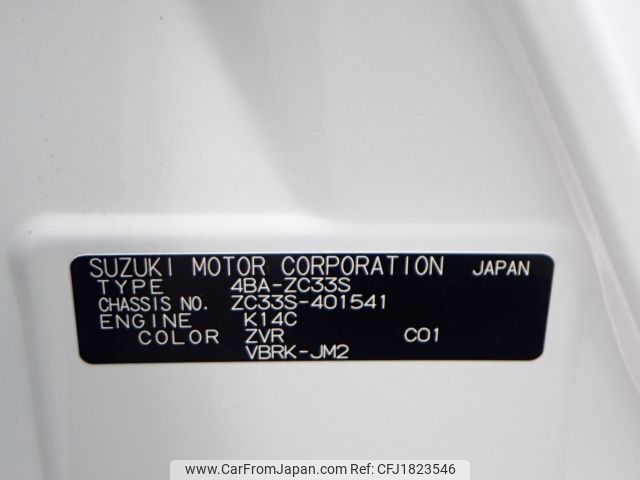 SUZUKI MOTOR CORPORATION JAPAN
TYPE 4BA-ZC33S
CHASSIS NO. ZC33S-401541
ENGINE K14C
COLOR ZVR C01
VBRK-JM2
www.CarFromJapan.com - Ref No: CFJ1823546